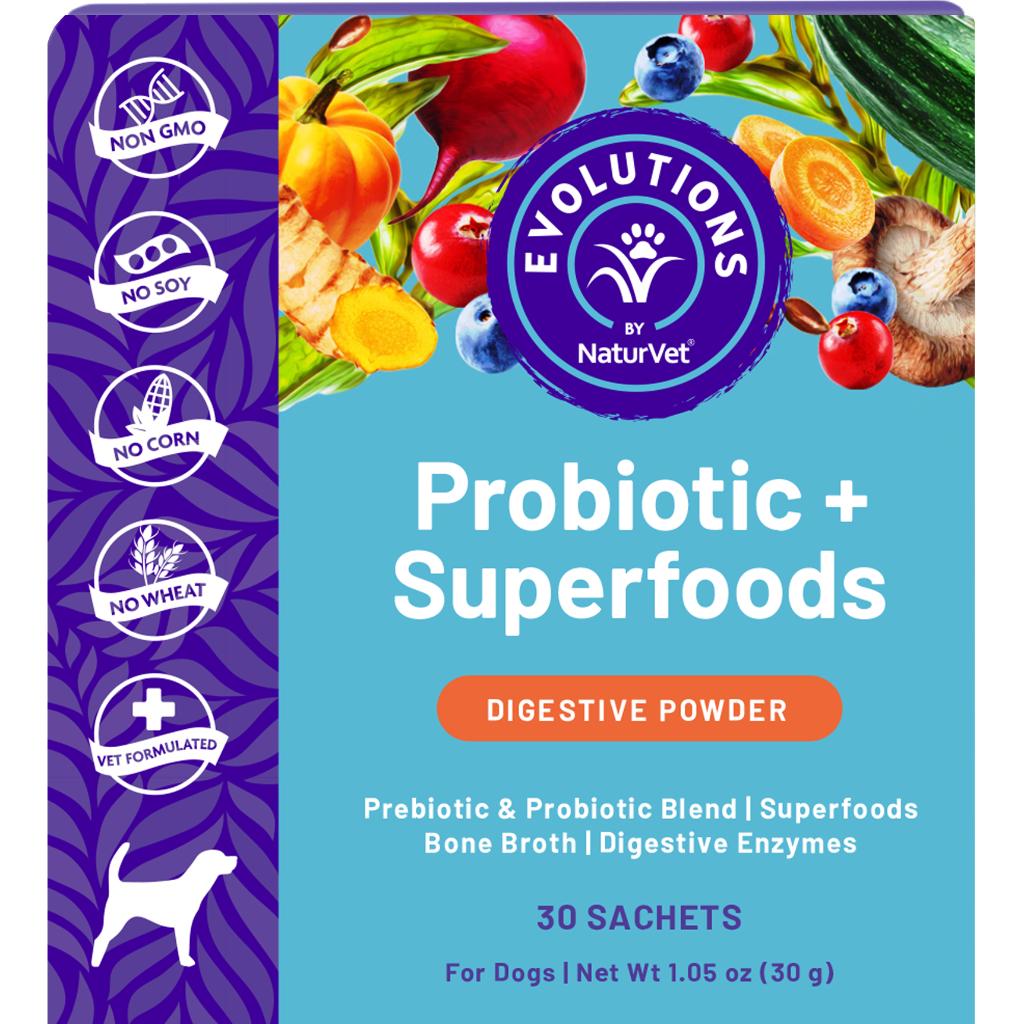 NON GMO
NO SOY
NO CORN
NO WHEAT
VET FORMULATED
EVOLUTIONS
BY
NaturVet®
Probiotic +
Superfoods
DIGESTIVE POWDER
Prebiotic & Probiotic Blend | Superfoods
Bone Broth | Digestive Enzymes
30 SACHETS
For Dogs | Net Wt 1.05 oz (30 g)